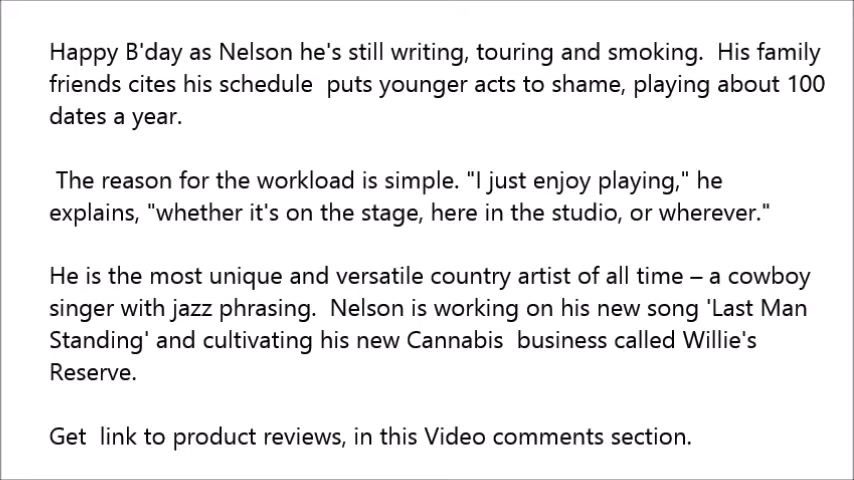 Happy B'day as Nelson he's still writing, touring and smoking.  His family
friends cites his schedule  puts younger acts to shame, playing about 100
dates a year.
The reason for the workload is simple. "I just enjoy playing," he
explains, "whether it's on the stage, here in the studio, or wherever."
He is the most unique and versatile country artist of all time – a cowboy
singer with jazz phrasing.  Nelson is working on his new song 'Last Man
Standing' and cultivating his new Cannabis  business called Willie's
Reserve.
Get  link to product reviews, in this Video comments section.